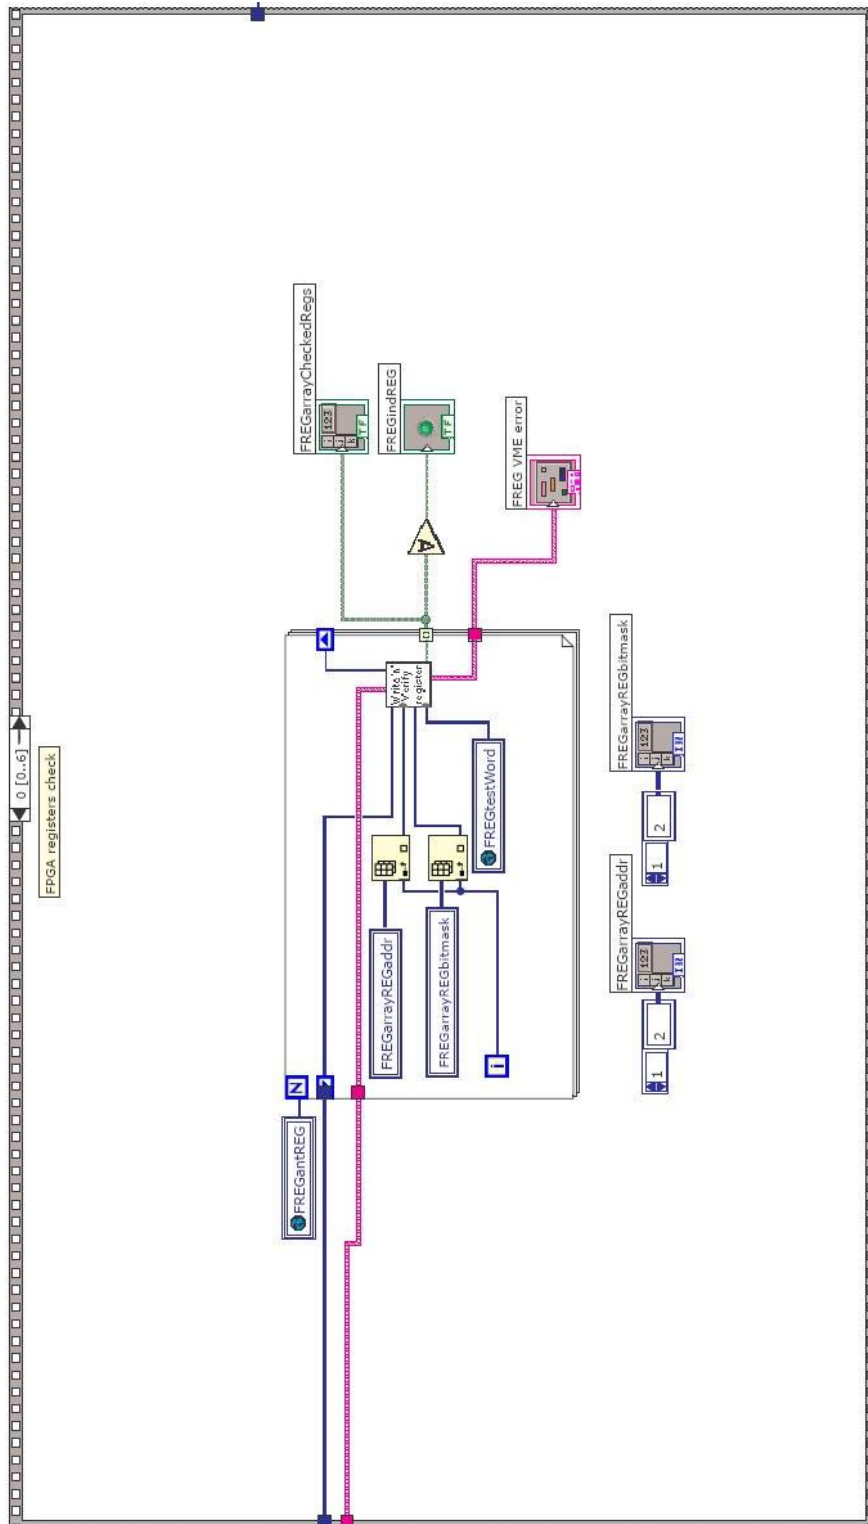 0 [0..6]
FPGA registers check
FREGantREG
N
FREGarrayREGaddr
FREGarrayREGbitmask
i
FREGtestWord
Write'n'
Verify
register
FREGarrayCheckedRegs
123
i
j
k
TF
FREGindREG
TF
FREG VME error
FREGarrayREGaddr
1
2
123
i
j
k
I32
FREGarrayREGbitmask
1
2
123
i
j
k
I32